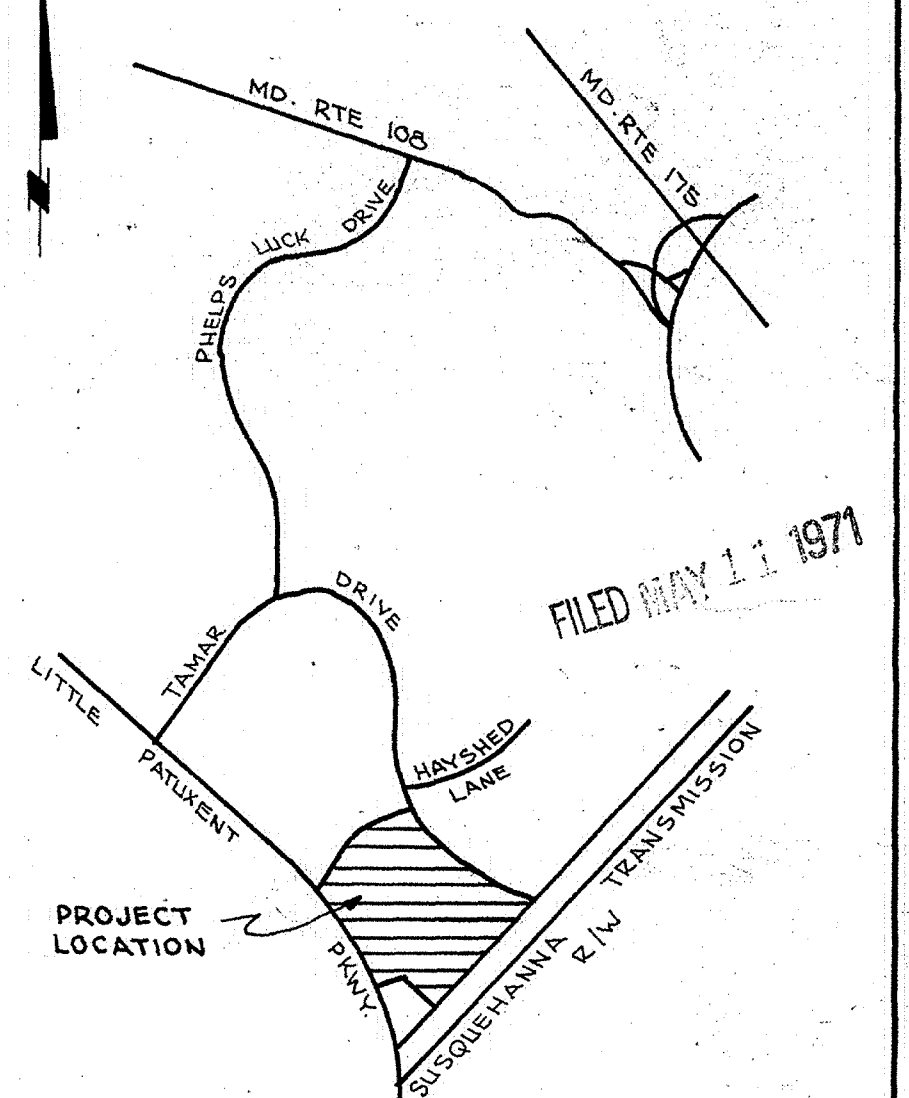 MD. RTE 108
MD. RTE 175
PHELPS LUCK DRIVE
FILED MAY 11 1971
TAMAR DRIVE
LITTLE PATUXENT PKWY.
HAYSHED
LANE
PROJECT
LOCATION
SUSQUEHANNA TRANSMISSION
R/W
N